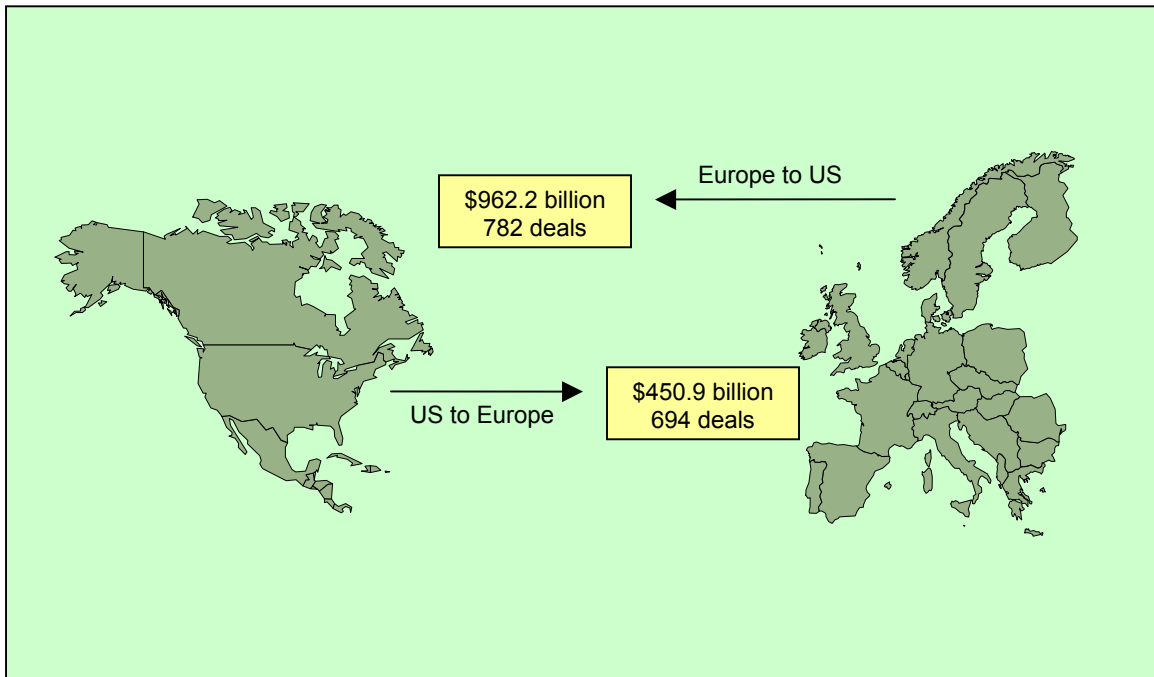 Europe to US
$962.2 billion
782 deals
$450.9 billion
694 deals
US to Europe